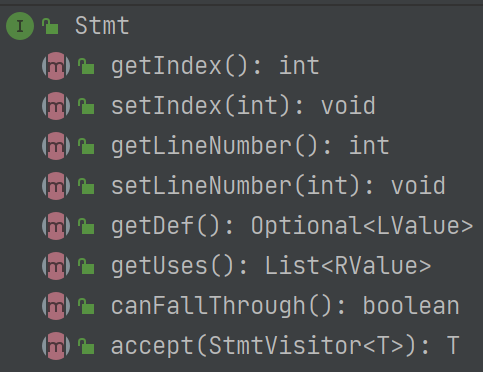 I Stmt
m getIndex(): int
m setIndex(int): void
m getLineNumber(): int
m setLineNumber(int): void
m getDef(): Optional<LValue>
m getUses(): List<RValue>
m canFallThrough(): boolean
m accept(StmtVisitor<T>): T